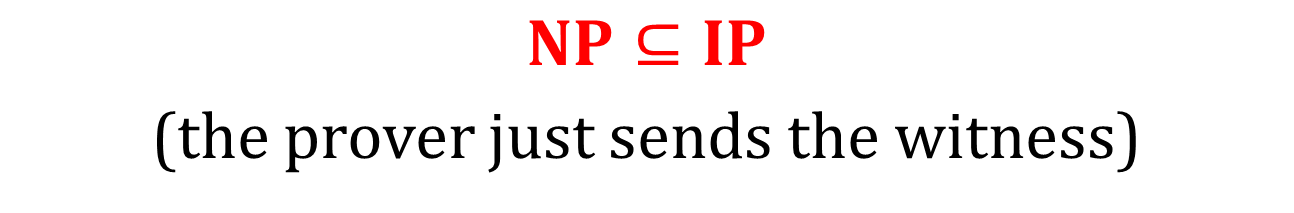 NP ⊆ IP
(the prover just sends the witness)